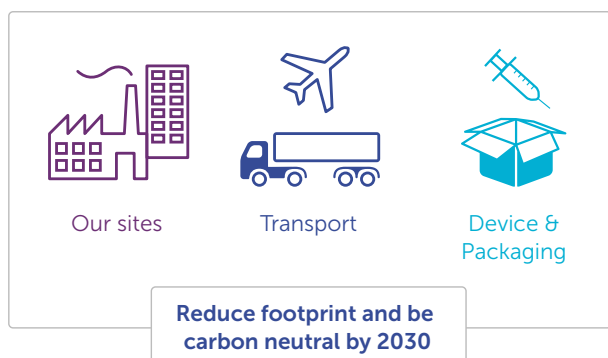 Our sites
Transport
Device &
Packaging
Reduce footprint and be
carbon neutral by 2030